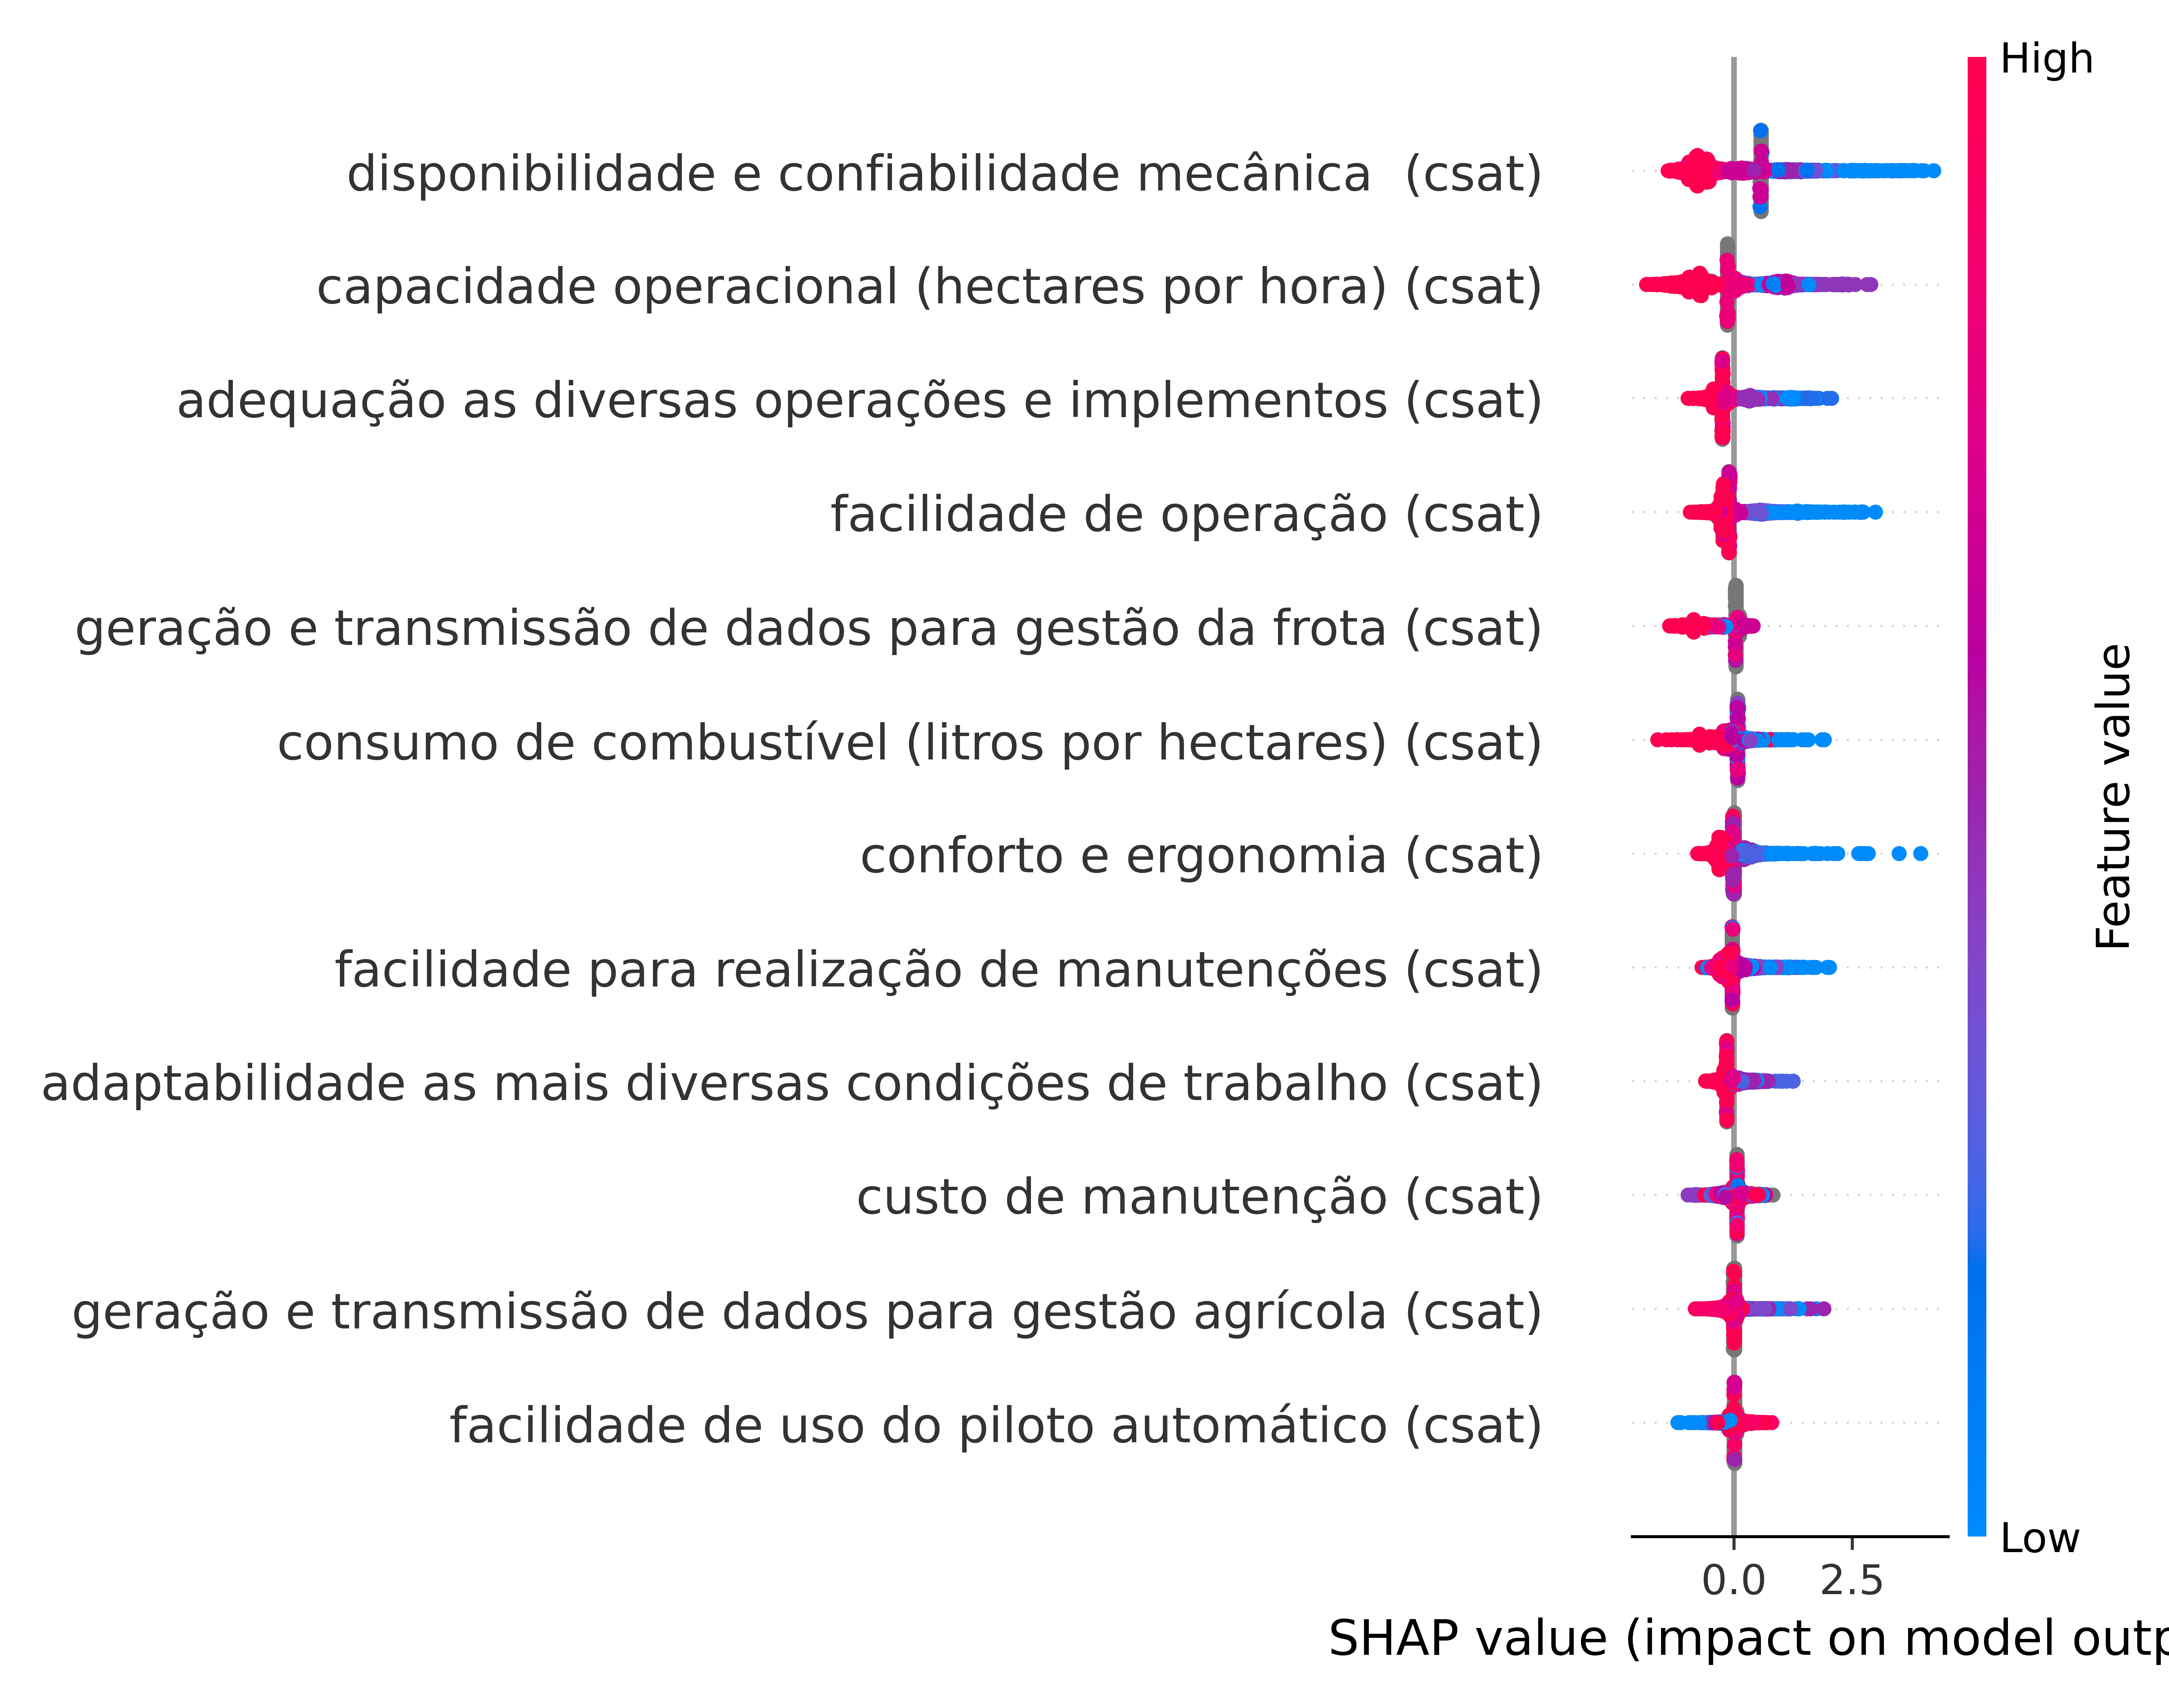 High
disponibilidade e confiabilidade mecânica  (csat)
capacidade operacional (hectares por hora) (csat)
adequação as diversas operações e implementos (csat)
facilidade de operação (csat)
geração e transmissão de dados para gestão da frota (csat)
consumo de combustível (litros por hectares) (csat)
conforto e ergonomia (csat)
facilidade para realização de manutenções (csat)
adaptabilidade as mais diversas condições de trabalho (csat)
custo de manutenção (csat)
geração e transmissão de dados para gestão agrícola (csat)
facilidade de uso do piloto automático (csat)
Feature value
Low
0.0 2.5
SHAP value (impact on model outp